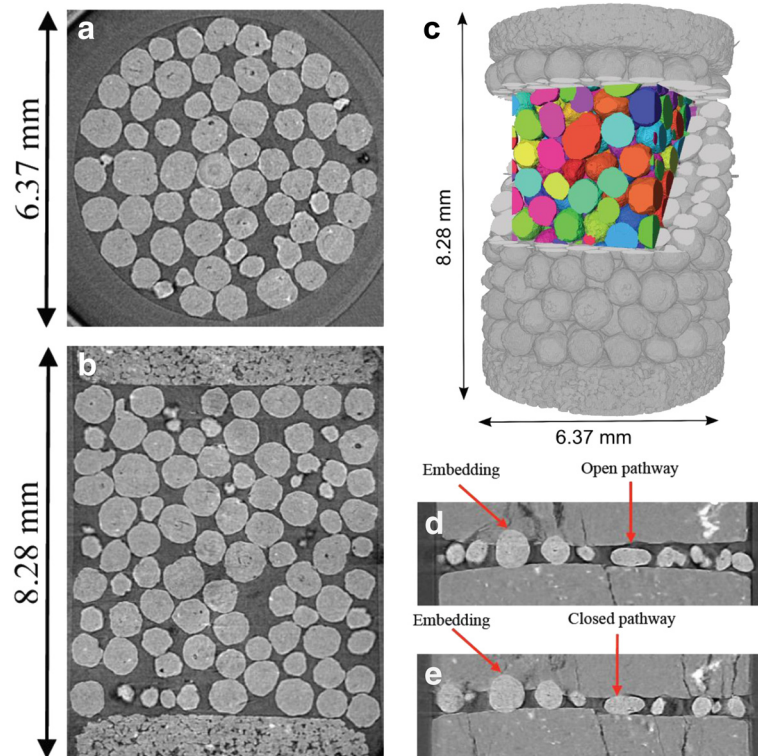 a
6.37 mm
b
8.28 mm
c
8.28 mm
6.37 mm
Embedding
Open pathway
d
Embedding
Closed pathway
e